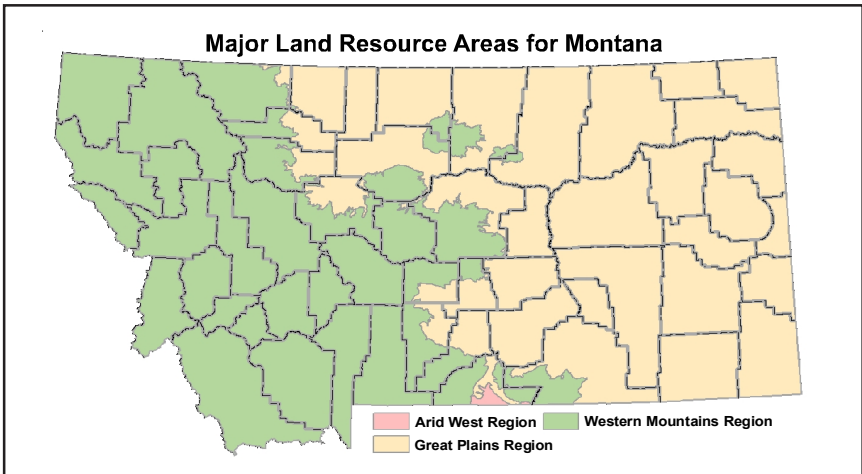 Major Land Resource Areas for Montana
Arid West Region
Western Mountains Region
Great Plains Region